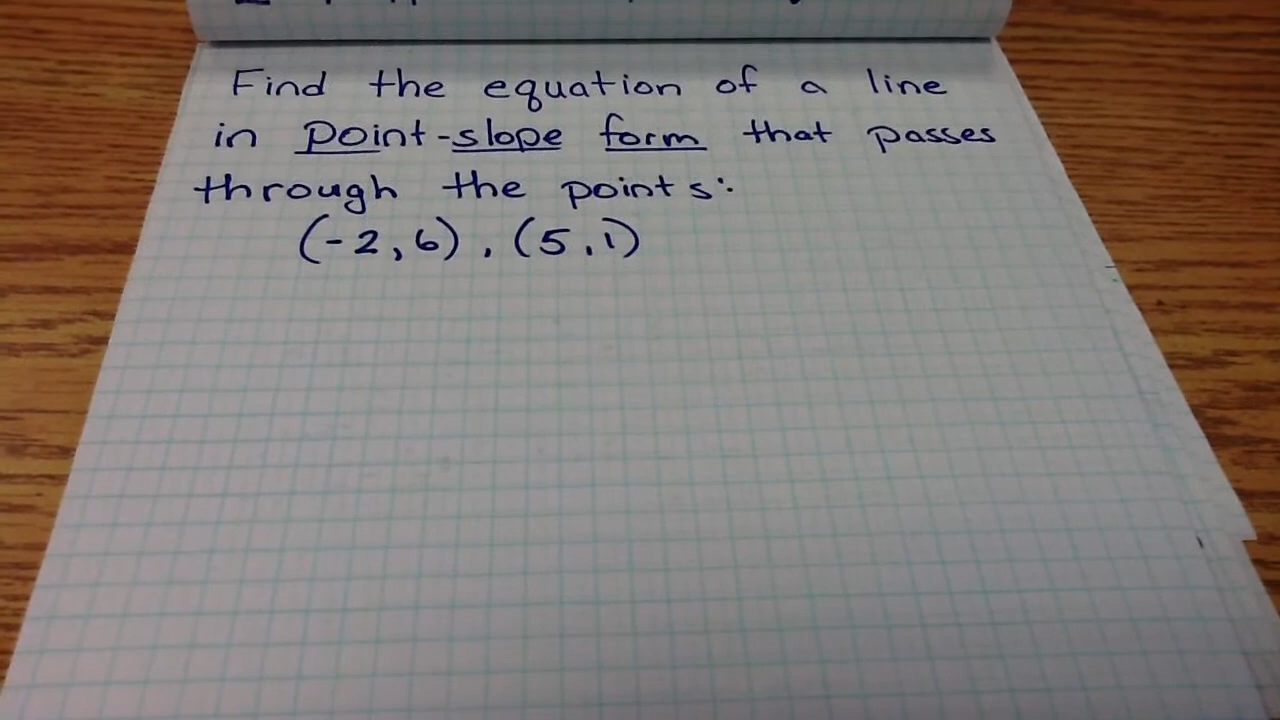 Find the equation of a line
in point-slope form that passes
through the points:
(-2,6), (5,1)